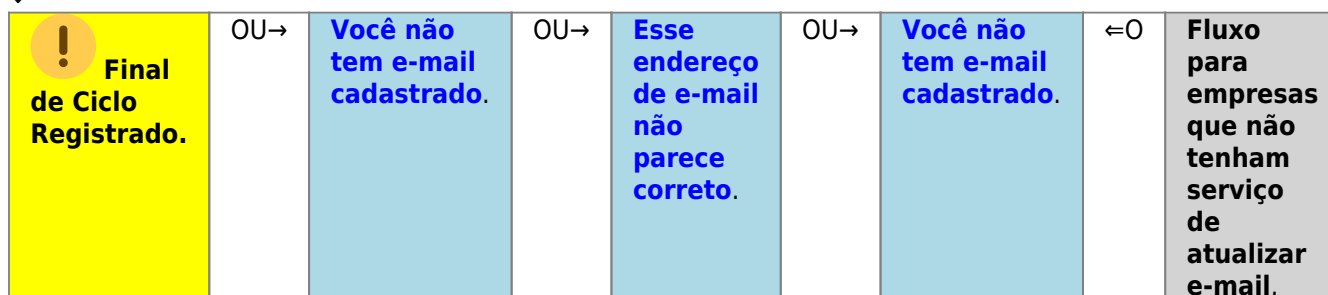 ! Final
de Ciclo
Registrado.
OU→
Você não
tem e-mail
cadastrado.
OU→
Esse
endereço
de e-mail
não
parece
correto.
OU→
Você não
tem e-mail
cadastrado.
⇐O
Fluxo
para
empresas
que não
tenham
serviço
de
atualizar
e-mail.